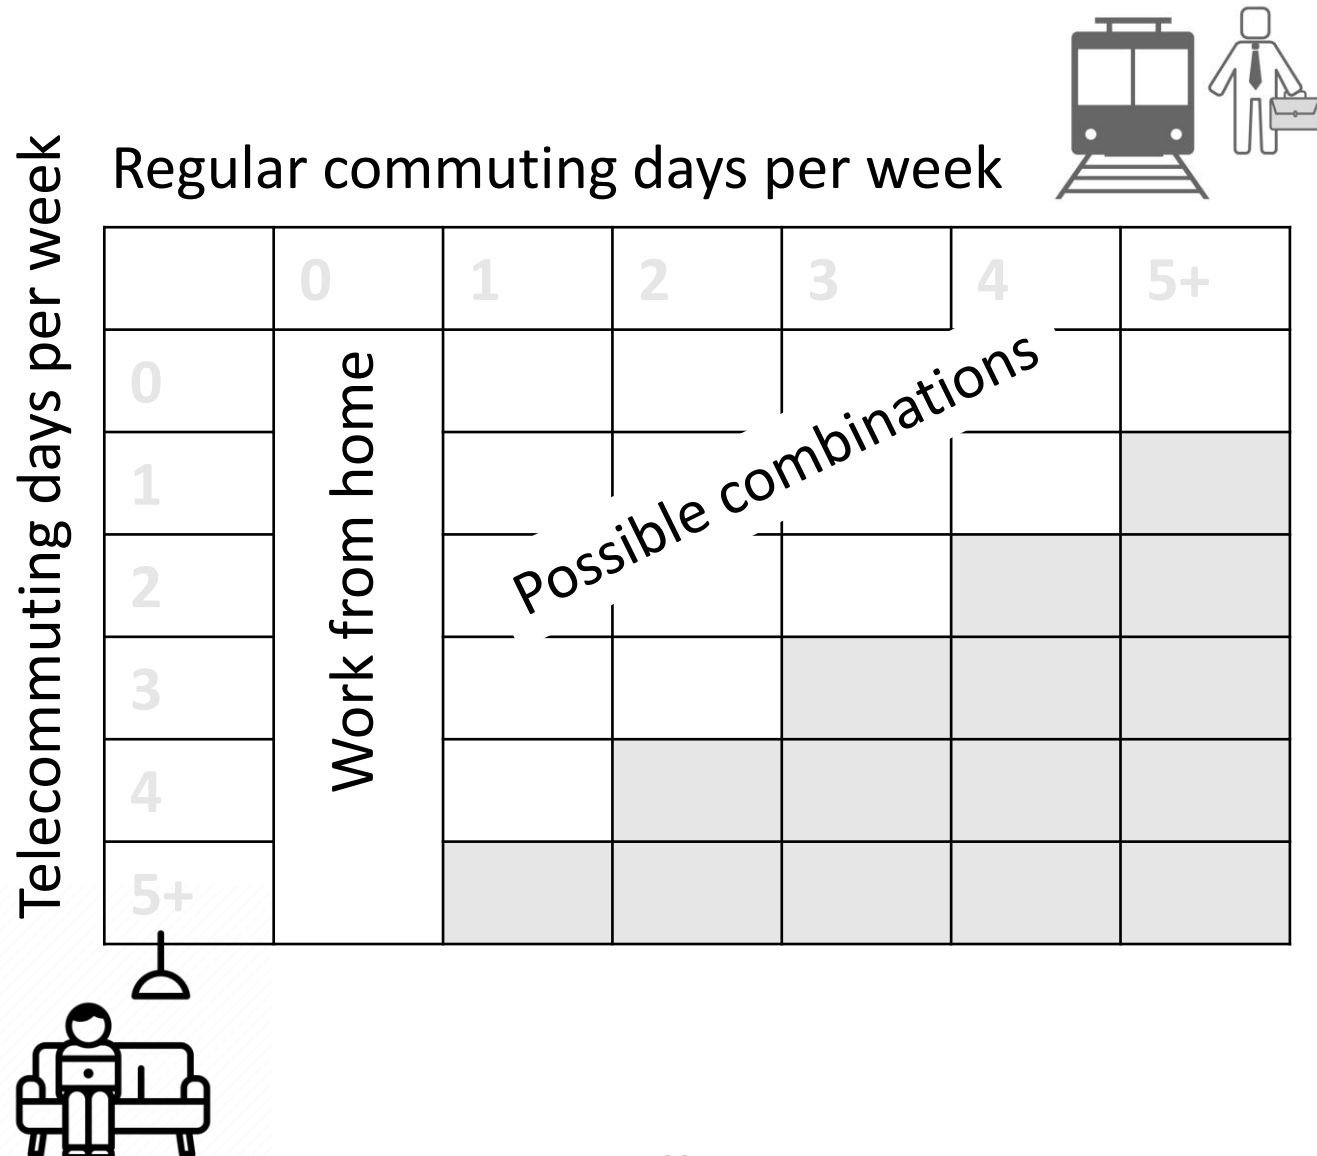 Regular commuting days per week
Telecommuting days per week
0 1 2 3 4 5+
0
1
2
3
4
5+
Work from home
Possible combinations